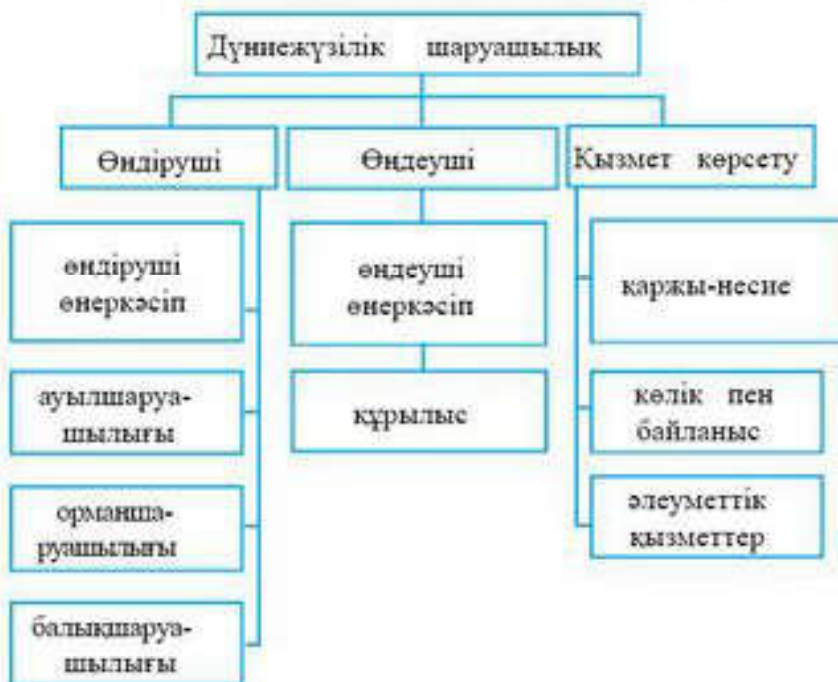 Дүниежүзілік шаруашылық
Өндіруші
Өңдеуші
Қызмет көрсету
өндіруші
өнеркәсіп
ауылшаруа-
шылығы
орманша-
руашылығы
балықшаруа-
шылығы
өңдеуші
өнеркәсіп
құрылыс
қаржы-несие
көлік пен
байланыс
әлеуметтік
қызметтер